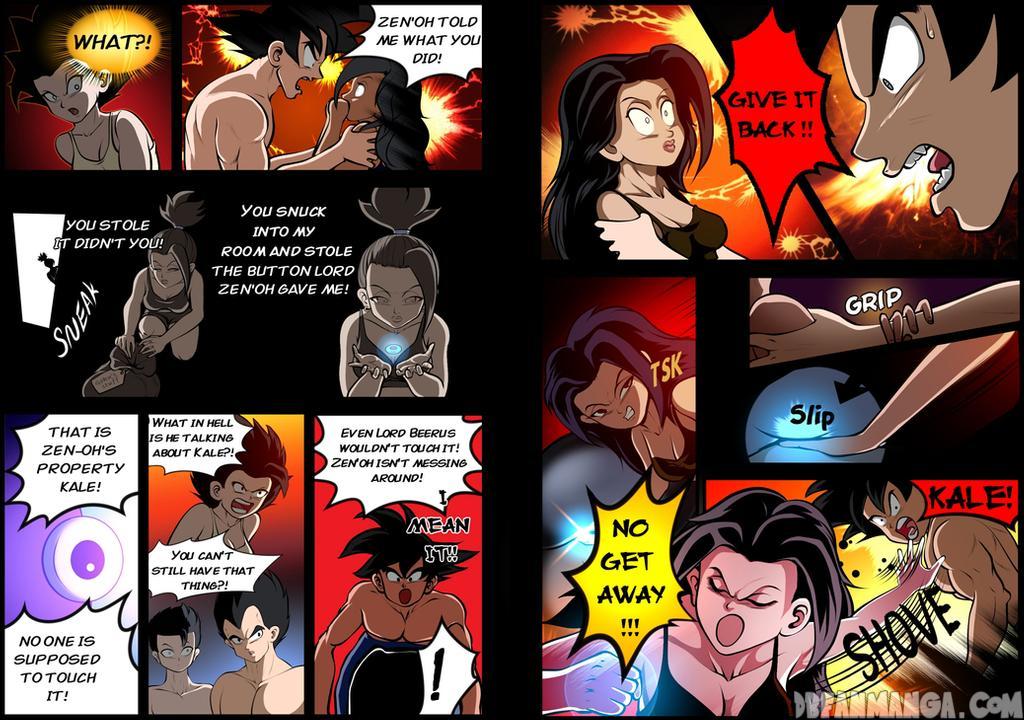 WHAT?!
ZEN'OH TOLD
ME WHAT YOU
DID!
YOU STOLE
IT DIDN'T YOU!
SNEAK
YOU SNUCK
INTO MY
ROOM AND STOLE
THE BUTTON LORD
ZEN'OH GAVE ME!
THAT IS
ZEN-OH'S
PROPERTY
KALE!
NO ONE IS
SUPPOSED
TO TOUCH
IT!
WHAT IN HELL
IS HE TALKING
ABOUT KALE?!
YOU CAN'T
STILL HAVE THAT
THING?!
EVEN LORD BEERUS
WOULDN'T TOUCH IT!
ZEN'OH ISN'T MESSING
AROUND!
I
MEAN
IT!!
!
GIVE IT
BACK!!
TSK
GRIP
Slip
NO
GET
AWAY
!!!
KALE!
SHOVE
DBFANMANGA.COM